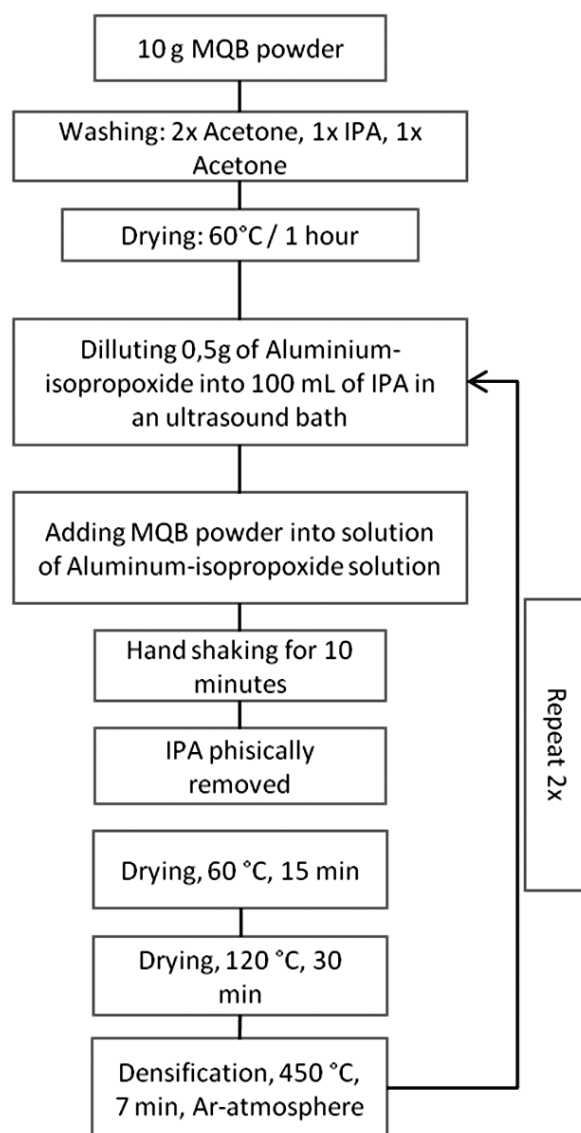 10 g MQB powder
Washing: 2x Acetone, 1x IPA, 1x
Acetone
Drying: 60°C / 1 hour
Dilluting 0,5g of Aluminium-
isopropoxide into 100 mL of IPA in
an ultrasound bath
Adding MQB powder into solution
of Aluminum-isopropoxide solution
Hand shaking for 10
minutes
IPA phisically
removed
Drying, 60 °C, 15 min
Drying, 120 °C, 30
min
Densification, 450 °C,
7 min, Ar-atmosphere
Repeat 2x